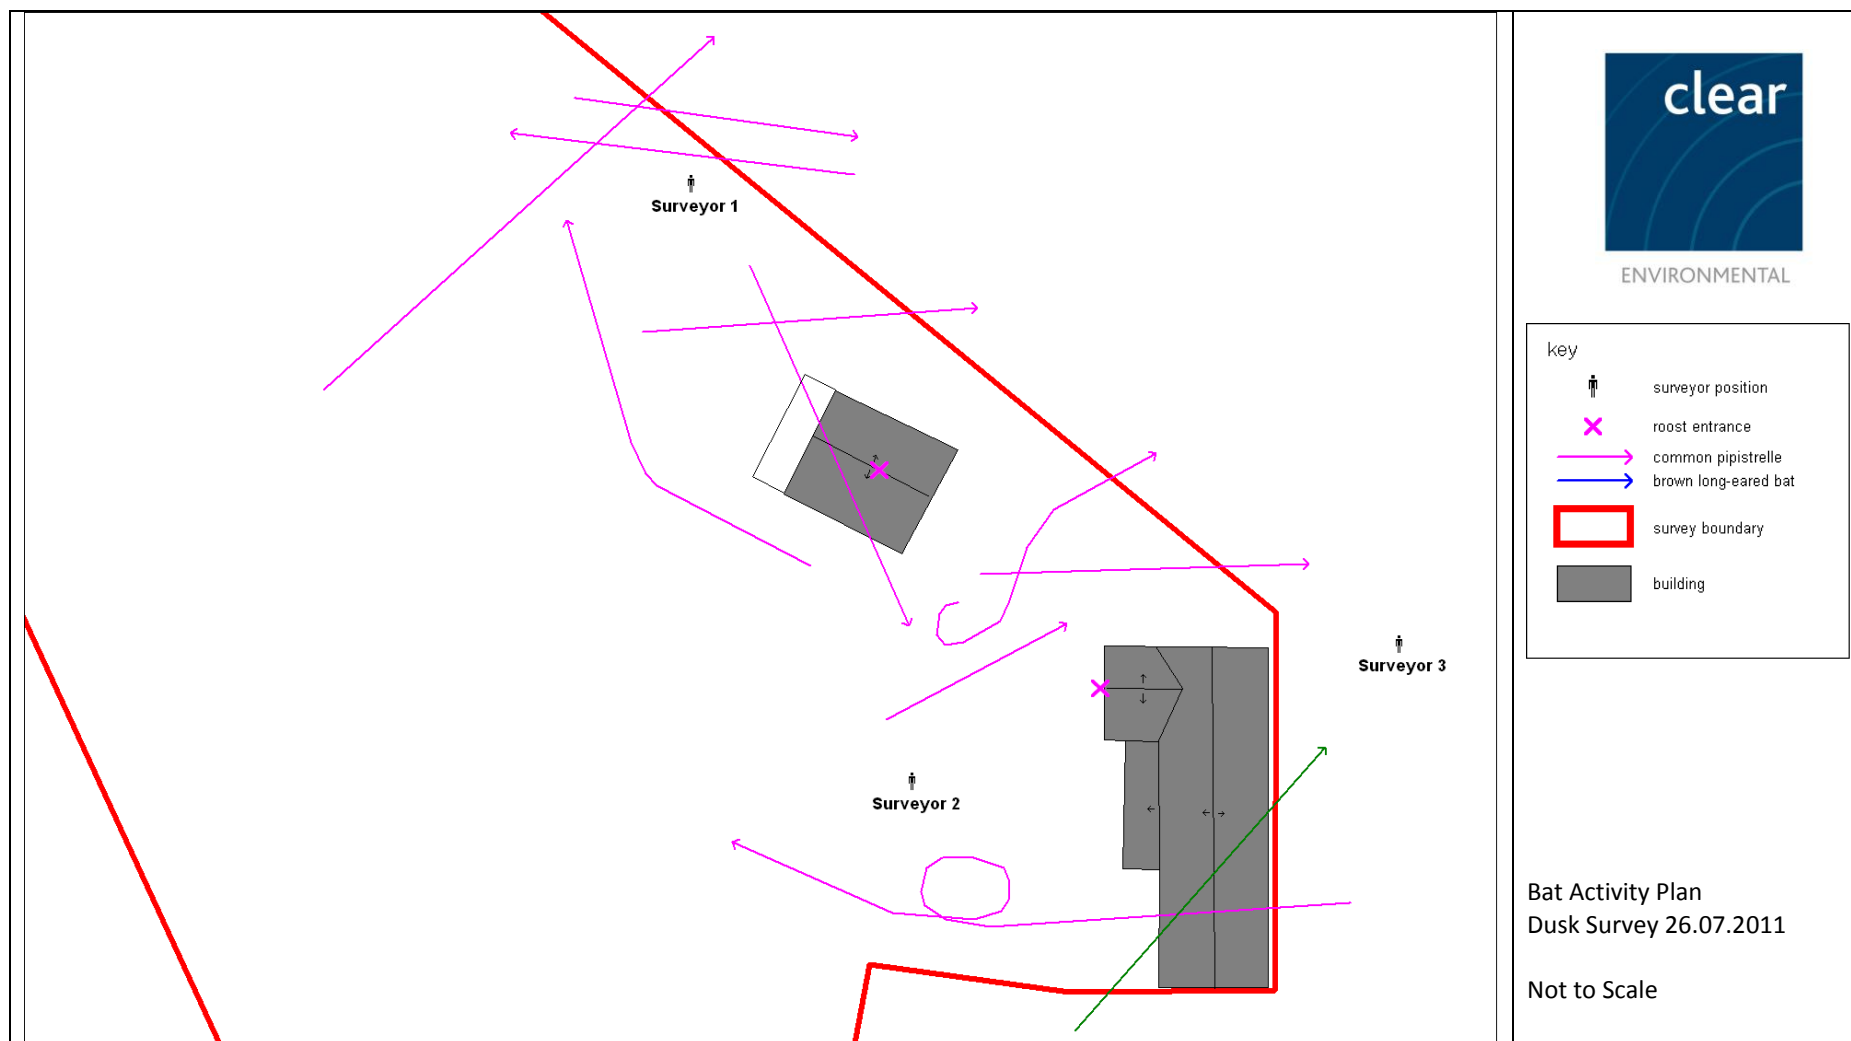 Surveyor 1
Surveyor 2
Surveyor 3
clear
ENVIRONMENTAL
key
surveyor position
roost entrance
common pipistrelle
brown long-eared bat
survey boundary
building
Bat Activity Plan
Dusk Survey 26.07.2011
Not to Scale